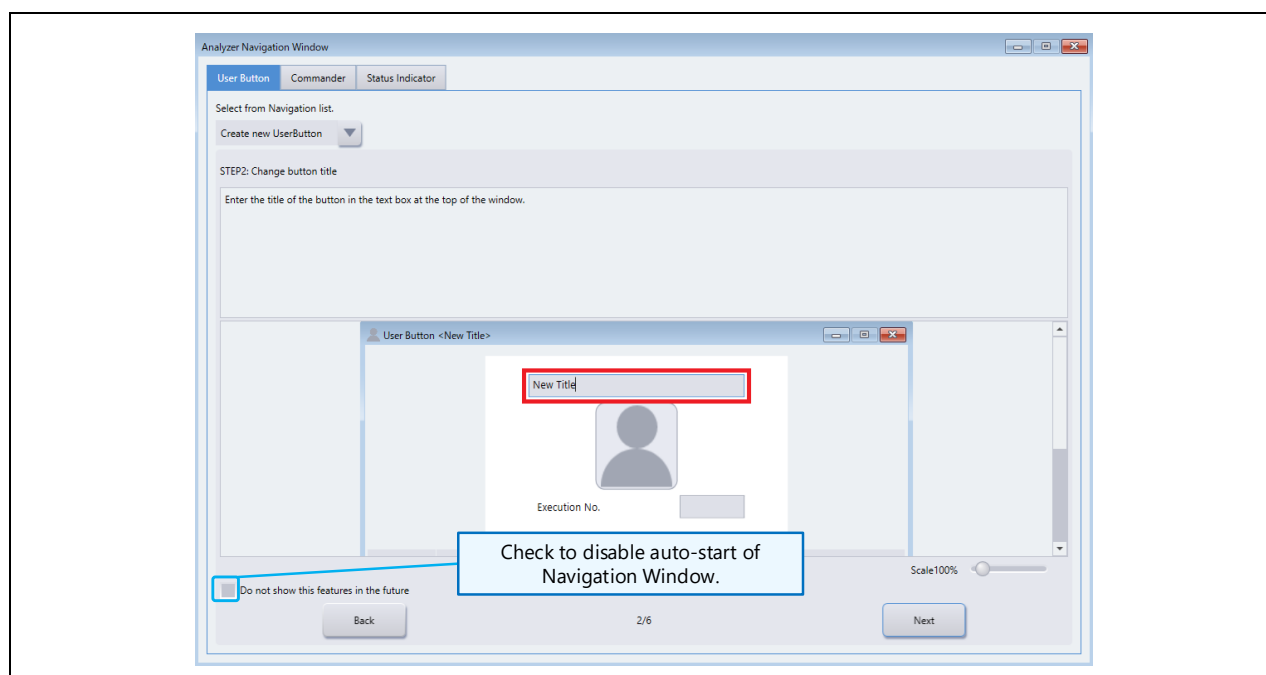 Analyzer Navigation Window
User Button Commander Status Indicator
Select from Navigation list.
Create new UserButton
STEP2: Change button title
Enter the title of the button in the text box at the top of the window.
User Button <New Title>
New Title
Execution No.
Check to disable auto-start of
Navigation Window.
Scale100%
Do not show this features in the future
Back 2/6 Next